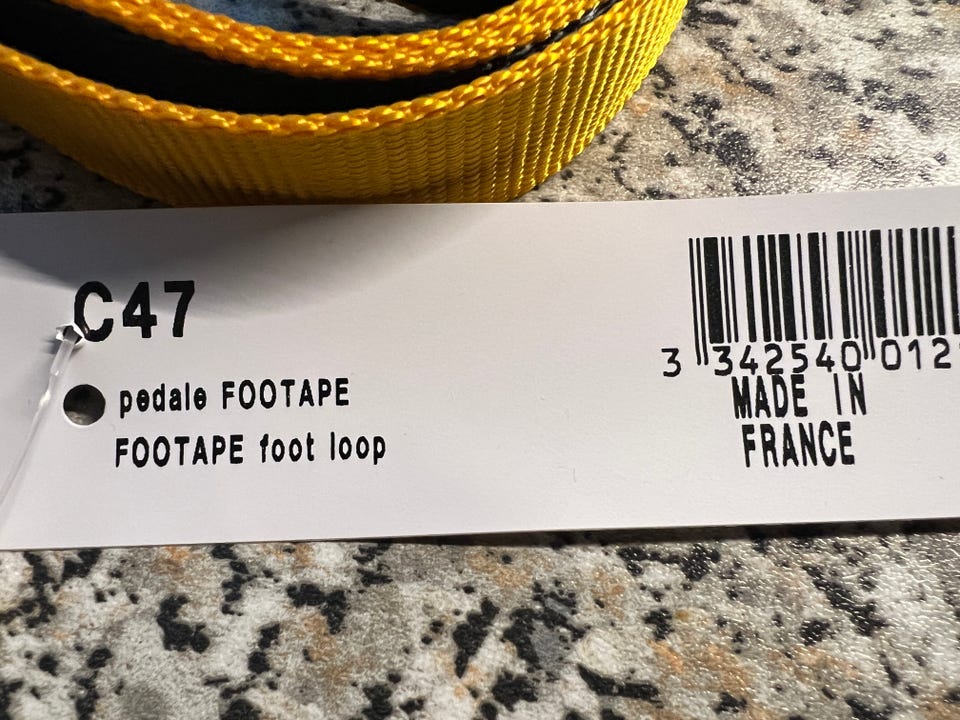 C47
pedale FOOTAPE
FOOTAPE foot loop
3 342540 012
MADE IN
FRANCE